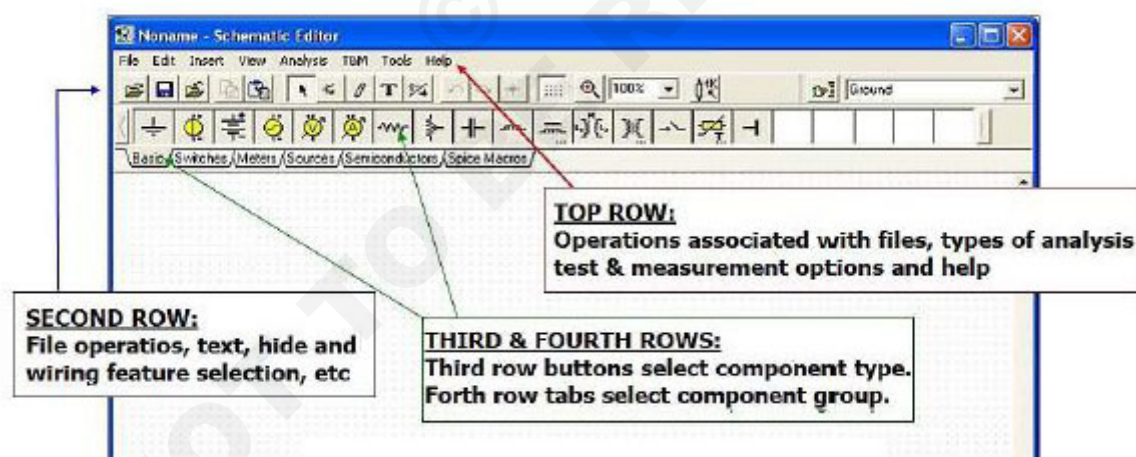 Noname - Schematic Editor
File Edit Insert View Analysis T&M Tools Help
T 100% Ground
Basic Switches Meters Sources Semiconductors Spice Macros
TOP ROW:
Operations associated with files, types of analysis
test & measurement options and help
SECOND ROW:
File operatios, text, hide and
wiring feature selection, etc
THIRD & FOURTH ROWS:
Third row buttons select component type.
Forth row tabs select component group.
©
OT TO